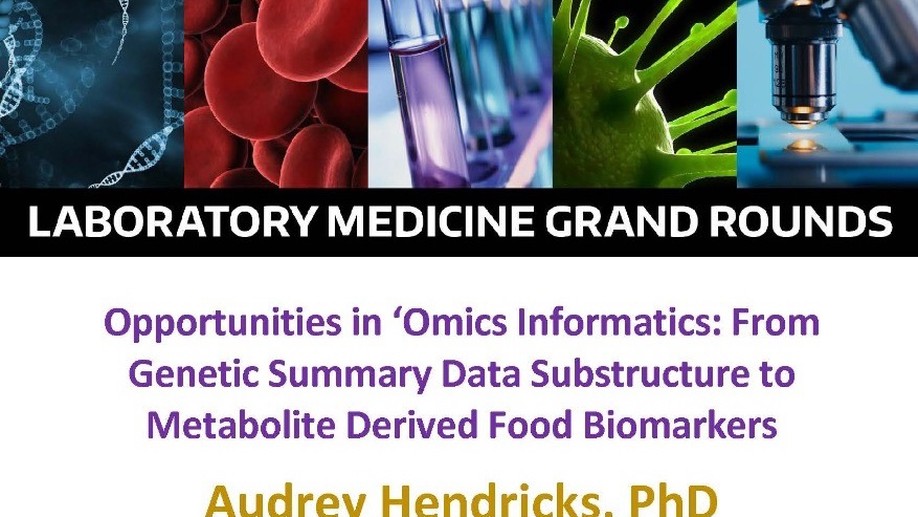 LABORATORY MEDICINE GRAND ROUNDS
Opportunities in ‘Omics Informatics: From
Genetic Summary Data Substructure to
Metabolite Derived Food Biomarkers
Audrey Hendricks, PhD